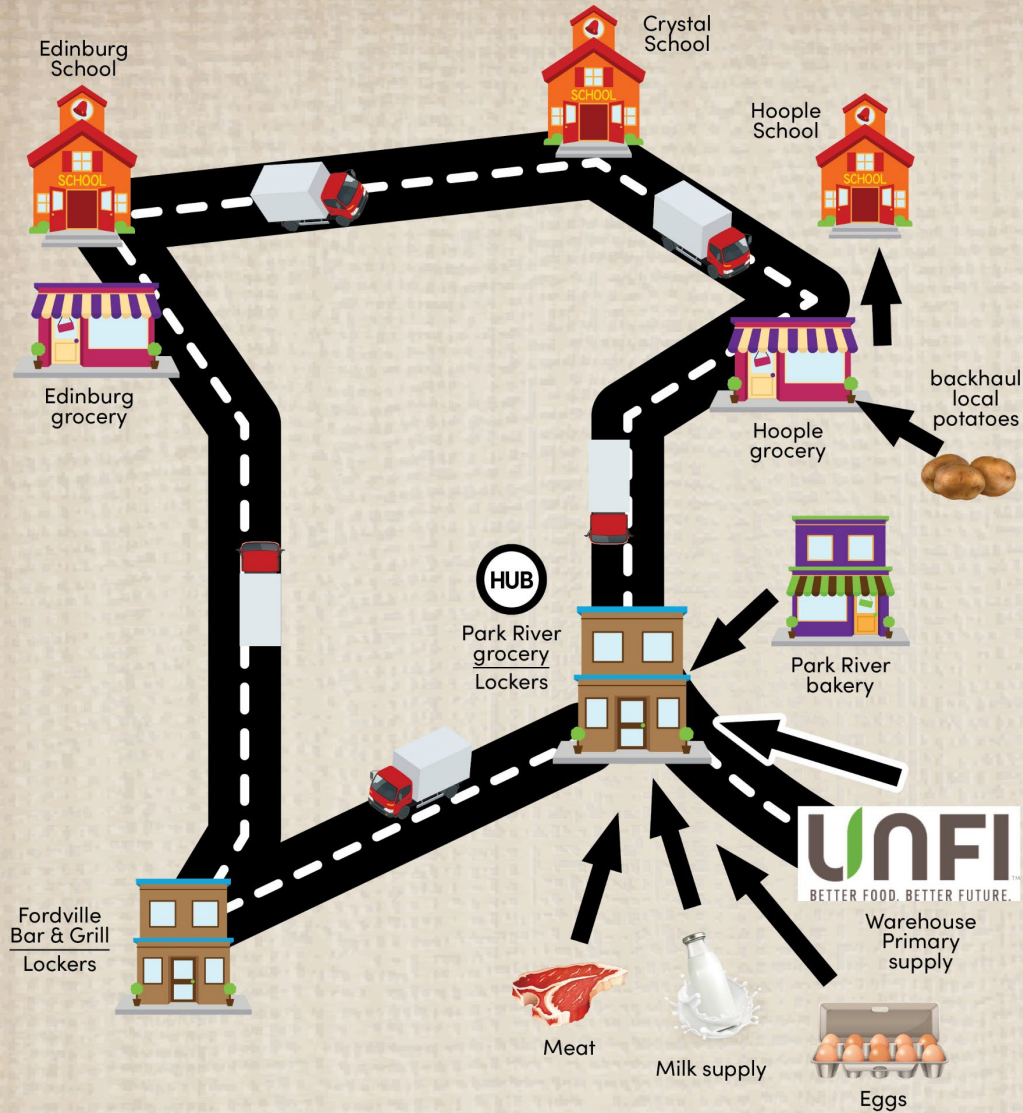 Edinburg
School
SCHOOL
Crystal
School
SCHOOL
Hoople
School
SCHOOL
Edinburg
grocery
Hoople
grocery
backhaul
local
potatoes
HUB
Park River
grocery
Lockers
Park River
bakery
UNFI™
BETTER FOOD. BETTER FUTURE.
Warehouse
Primary
supply
Fordville
Bar & Grill
Lockers
Meat
Milk supply
Eggs